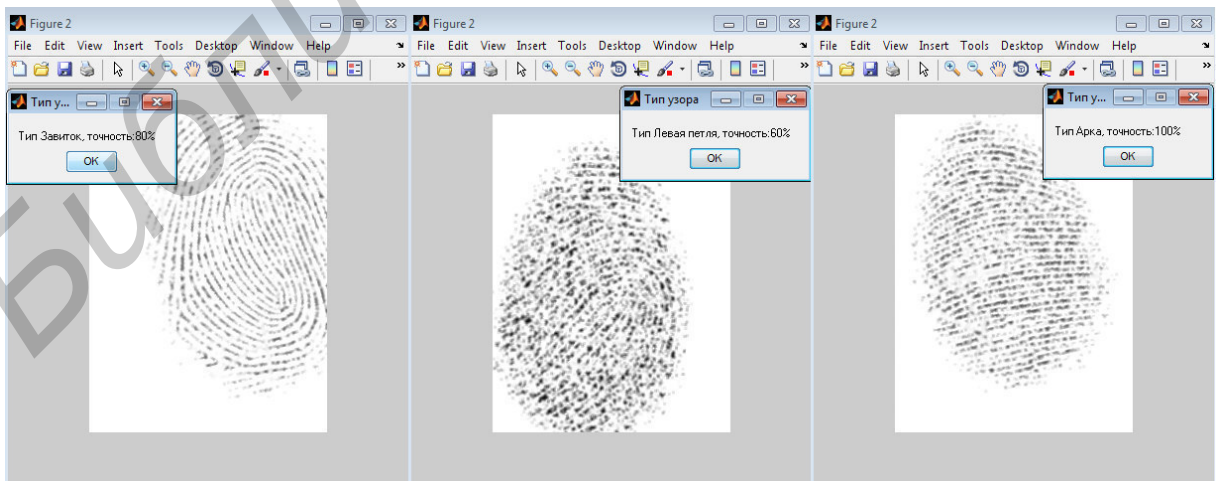 Figure 2
File Edit View Insert Tools Desktop Window Help
Тип у...
Тип Завиток, точность:80%
OK
Figure 2
File Edit View Insert Tools Desktop Window Help
Тип узора
Тип Левая петля, точность:60%
OK
Figure 2
File Edit View Insert Tools Desktop Window Help
Тип у...
Тип Арка, точность:100%
OK